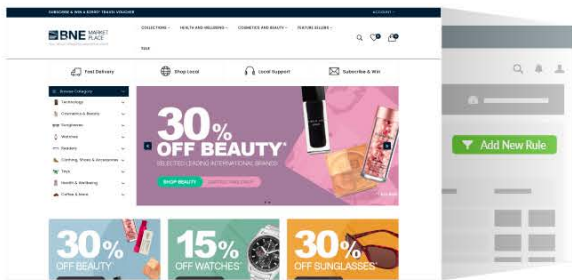 SUBSCRIBE & WIN A EXPERT TRAVEL VOUCHER
ACCOUNT
BNE MARKET PLACE
COLLECTIONS
HEALTH AND WELLBEING
COSMETICS AND BEAUTY
FEATURE SELLERS
SALE
Fast Delivery
Shop Local
Local Support
Subscribe & Win
Browse Category
Technology
Cosmetics & Beauty
Sunglasses
Watches
Jewellery
Clothing, Shoes & Accessories
Toys
Health & Wellbeing
Coffee & More
30%
OFF BEAUTY*
SELECTED LEADING INTERNATIONAL BRANDS
SHOP BEAUTY
Add New Rule
30%
OFF BEAUTY*
15%
OFF WATCHES*
30%
OFF SUNGLASSES*